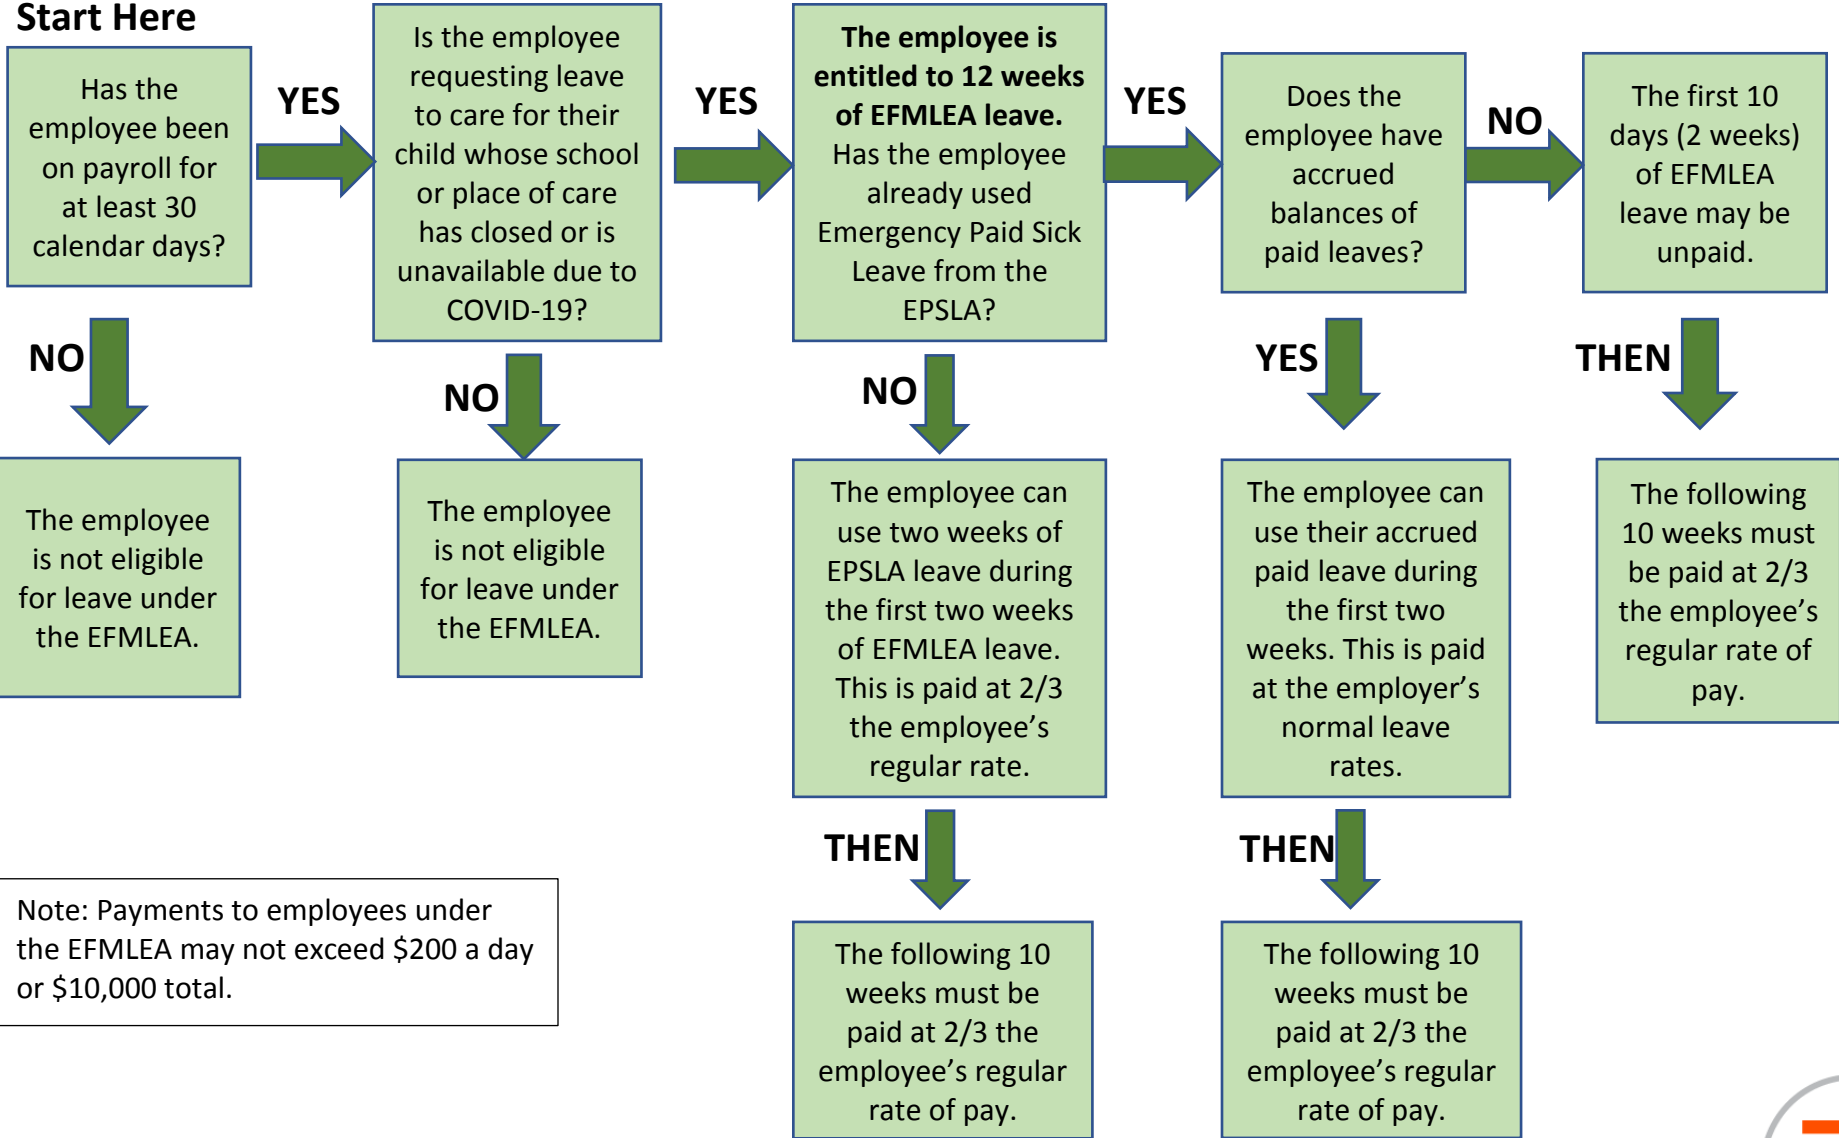 Start Here
Has the
employee been
on payroll for
at least 30
calendar days?
YES
Is the employee
requesting leave
to care for their
child whose school
or place of care
has closed or is
unavailable due to
COVID-19?
YES
The employee is
entitled to 12 weeks
of EFMLEA leave.
Has the employee
already used
Emergency Paid Sick
Leave from the
EPSLA?
YES
Does the
employee have
accrued
balances of
paid leaves?
NO
The first 10
days (2 weeks)
of EFMLEA
leave may be
unpaid.
NO
NO
NO
YES
THEN
The employee
is not eligible
for leave under
the EFMLEA.
The employee
is not eligible
for leave under
the EFMLEA.
The employee can
use two weeks of
EPSLA leave during
the first two weeks
of EFMLEA leave.
This is paid at 2/3
the employee’s
regular rate.
The employee can
use their accrued
paid leave during
the first two
weeks. This is paid
at the employer’s
normal leave
rates.
The following
10 weeks must
be paid at 2/3
the employee’s
regular rate of
pay.
THEN
THEN
Note: Payments to employees under
the EFMLEA may not exceed $200 a day
or $10,000 total.
The following 10
weeks must be
paid at 2/3 the
employee’s regular
rate of pay.
The following 10
weeks must be
paid at 2/3 the
employee’s regular
rate of pay.